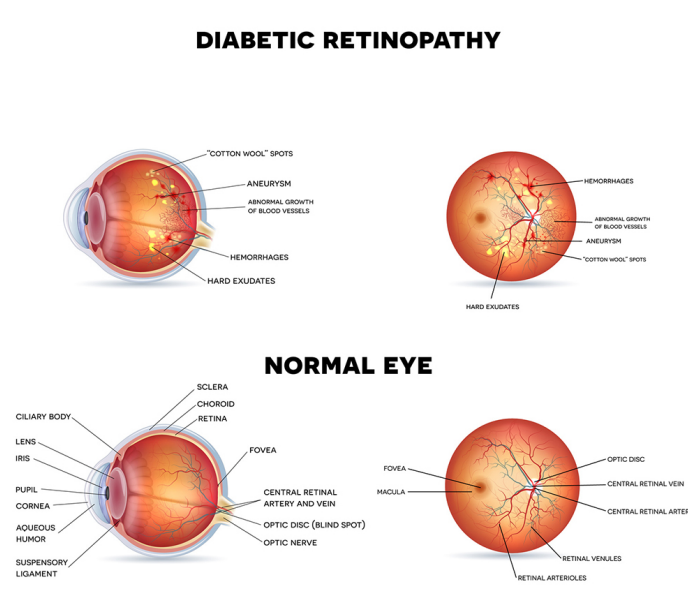 DIABETIC RETINOPATHY
"COTTON WOOL" SPOTS
ANEURYSM
ABNORMAL GROWTH
OF BLOOD VESSELS
HEMORRHAGES
HARD EXUDATES
HEMORRHAGES
ABNORMAL GROWTH
OF BLOOD VESSELS
ANEURYSM
"COTTON WOOL" SPOTS
HARD EXUDATES
NORMAL EYE
SCLERA
CHOROID
RETINA
CILIARY BODY
LENS
IRIS
PUPIL
CORNEA
AQUEOUS
HUMOR
SUSPENSORY
LIGAMENT
FOVEA
CENTRAL RETINAL
ARTERY AND VEIN
OPTIC DISC (BLIND SPOT)
OPTIC NERVE
FOVEA
MACULA
OPTIC DISC
CENTRAL RETINAL VEIN
CENTRAL RETINAL ARTER
RETINAL VENULES
RETINAL ARTERIOLES